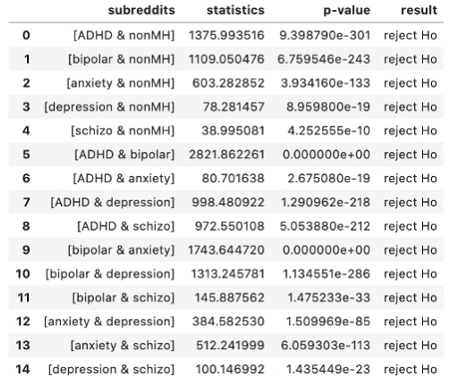 subreddits statistics p-value result
0 [ADHD & nonMH] 1375.993516 9.398790e-301 reject Ho
1 [bipolar & nonMH] 1109.050476 6.759546e-243 reject Ho
2 [anxiety & nonMH] 603.282852 3.934160e-133 reject Ho
3 [depression & nonMH] 78.281457 8.959800e-19 reject Ho
4 [schizo & nonMH] 38.995081 4.252555e-10 reject Ho
5 [ADHD & bipolar] 2821.862261 0.000000e+00 reject Ho
6 [ADHD & anxiety] 80.701638 2.675080e-19 reject Ho
7 [ADHD & depression] 998.480922 1.290962e-218 reject Ho
8 [ADHD & schizo] 972.550108 5.053880e-212 reject Ho
9 [bipolar & anxiety] 1743.644720 0.000000e+00 reject Ho
10 [bipolar & depression] 1313.245781 1.134551e-286 reject Ho
11 [bipolar & schizo] 145.887562 1.475233e-33 reject Ho
12 [anxiety & depression] 384.582530 1.509969e-85 reject Ho
13 [anxiety & schizo] 512.241999 6.059303e-113 reject Ho
14 [depression & schizo] 100.146992 1.435449e-23 reject Ho